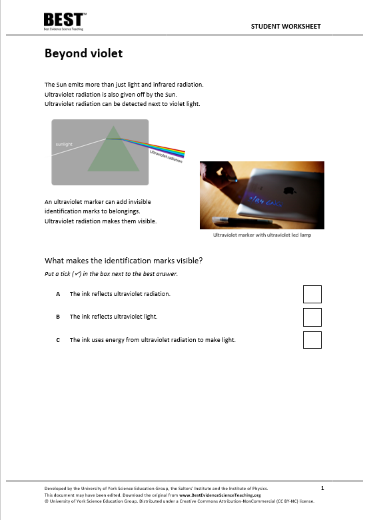 BEST™
Best Evidence Science Teaching
STUDENT WORKSHEET
Beyond violet
The Sun emits more than just light and infrared radiation.
Ultraviolet radiation is also given off by the Sun.
Ultraviolet radiation can be detected next to violet light.
sunlight
ultraviolet radiation
An ultraviolet marker can add invisible
identification marks to belongings.
Ultraviolet radiation makes them visible.
Ultraviolet marker with ultraviolet led lamp
What makes the identification marks visible?
Put a tick (✓) in the box next to the best answer.
A The ink reflects ultraviolet radiation.
B The ink reflects ultraviolet light.
C The ink uses energy from ultraviolet radiation to make light.
Developed by the University of York Science Education Group, the Salters' Institute and the Institute of Physics.
This document may have been edited. Download the original from www.BestEvidenceScienceTeaching.org
© University of York Science Education Group. Distributed under a Creative Commons Attribution-NonCommercial (CC BY-NC) license.
1